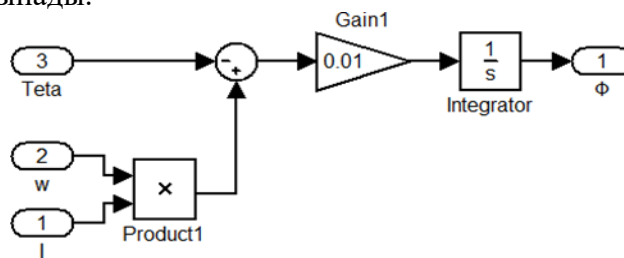 Gain1
3
-
+
0.01
1
s
1
Teta
Integrator
Ф
2
w
×
1
Product1